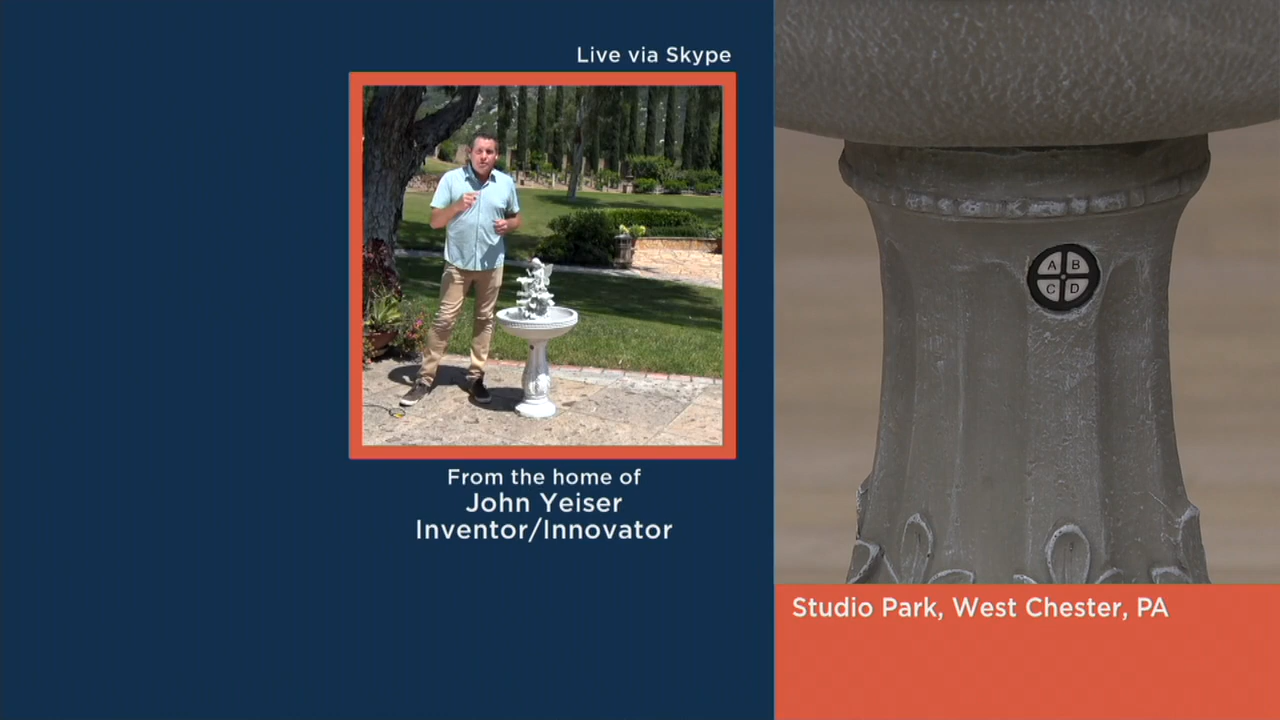 Live via Skype
From the home of
John Yeiser
Inventor/Innovator
A B
C D
Studio Park, West Chester, PA